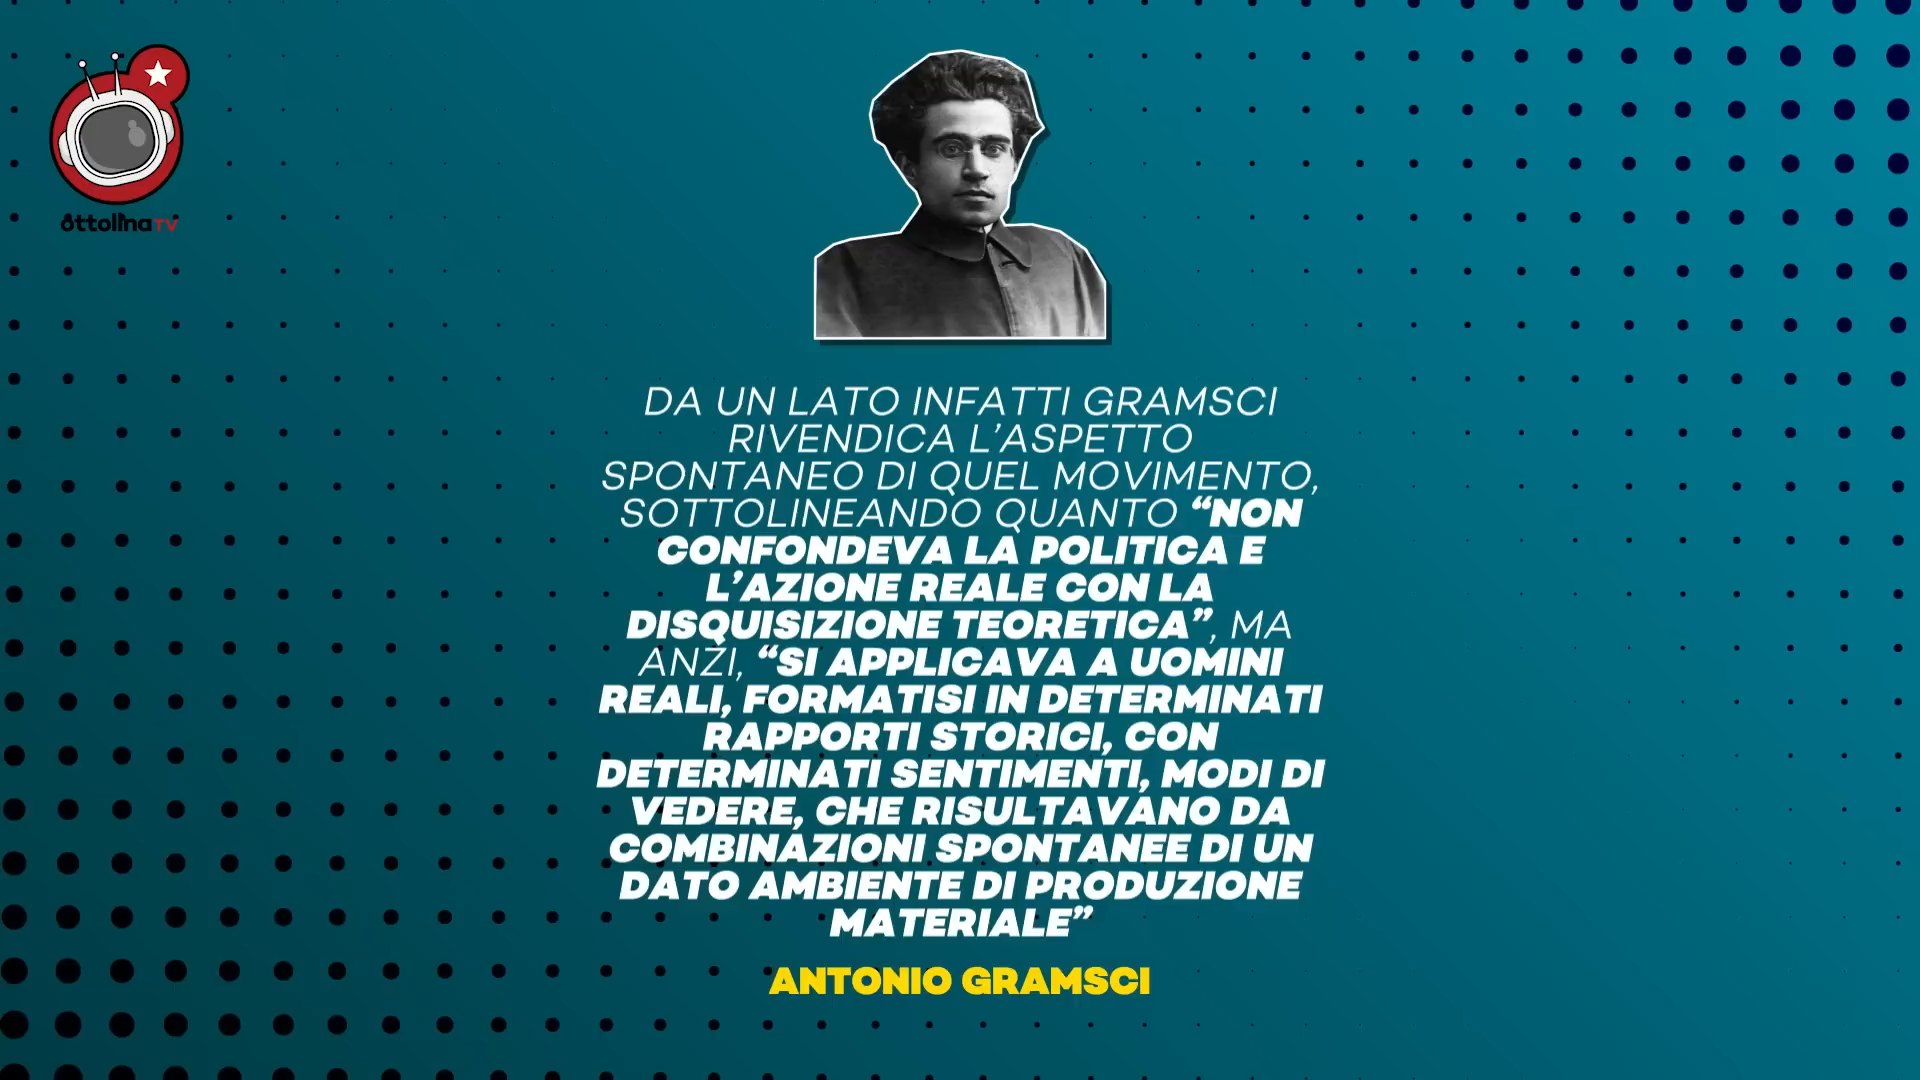 ottolina TV
DA UN LATO INFATTI GRAMSCI
RIVENDICA L’ASPETTO
SPONTANEO DI QUEL MOVIMENTO,
SOTTOLINEANDO QUANTO “NON
CONFONDEVA LA POLITICA E
L’AZIONE REALE CON LA
DISQUISIZIONE TEORETICA”, MA
ANZI, “SI APPLICAVA A UOMINI
REALI, FORMATISI IN DETERMINATI
RAPPORTI STORICI, CON
DETERMINATI SENTIMENTI, MODI DI
VEDERE, CHE RISULTAVANO DA
COMBINAZIONI SPONTANEE DI UN
DATO AMBIENTE DI PRODUZIONE
MATERIALE”
ANTONIO GRAMSCI